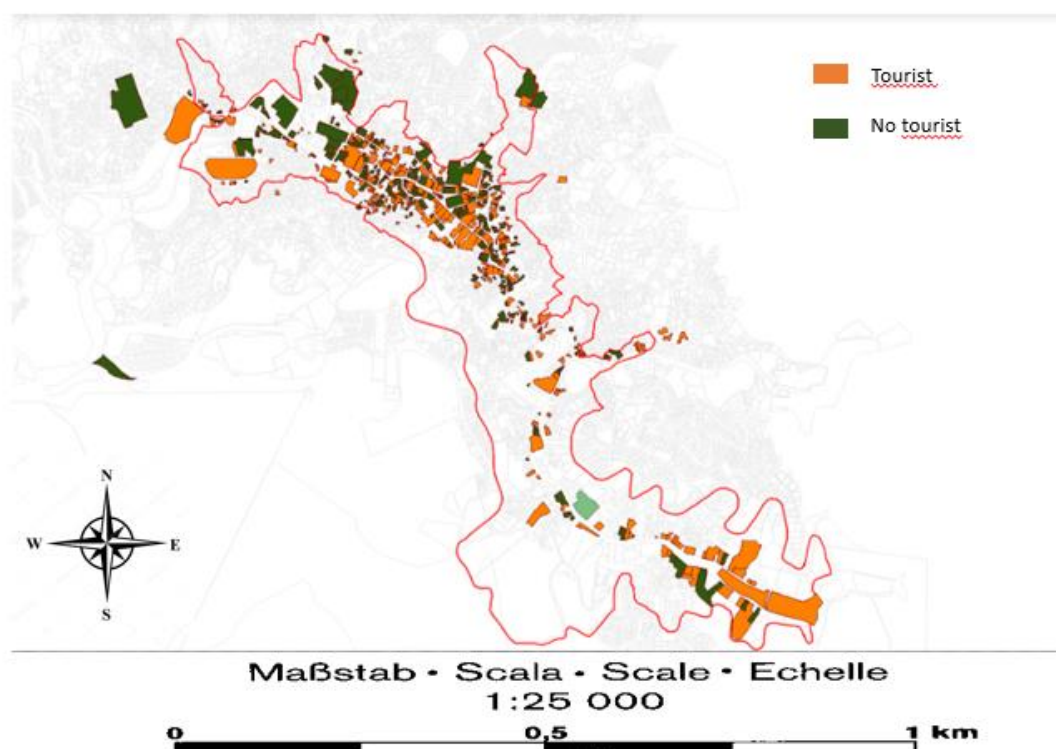 Tourist
No tourist
N
W E
S
Maßstab • Scala • Scale • Echelle
1:25 000
0 0,5 1 km